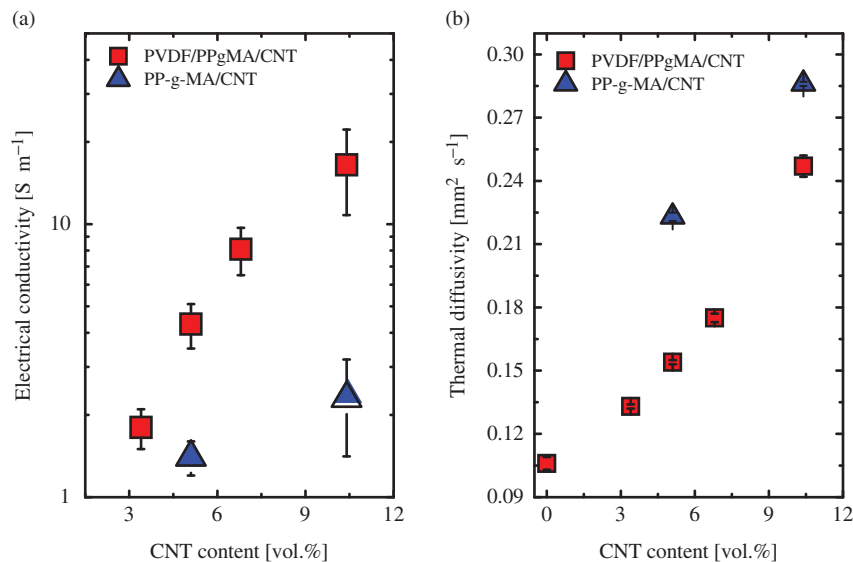 (a)
PVDF/PPgMA/CNT
PP-g-MA/CNT
Electrical conductivity [S m⁻¹]
10
1
3
6
9
12
CNT content [vol.%]
(b)
PVDF/PPgMA/CNT
PP-g-MA/CNT
Thermal diffusivity [mm² s⁻¹]
0.30
0.27
0.24
0.21
0.18
0.15
0.12
0.09
0
3
6
9
12
CNT content [vol.%]